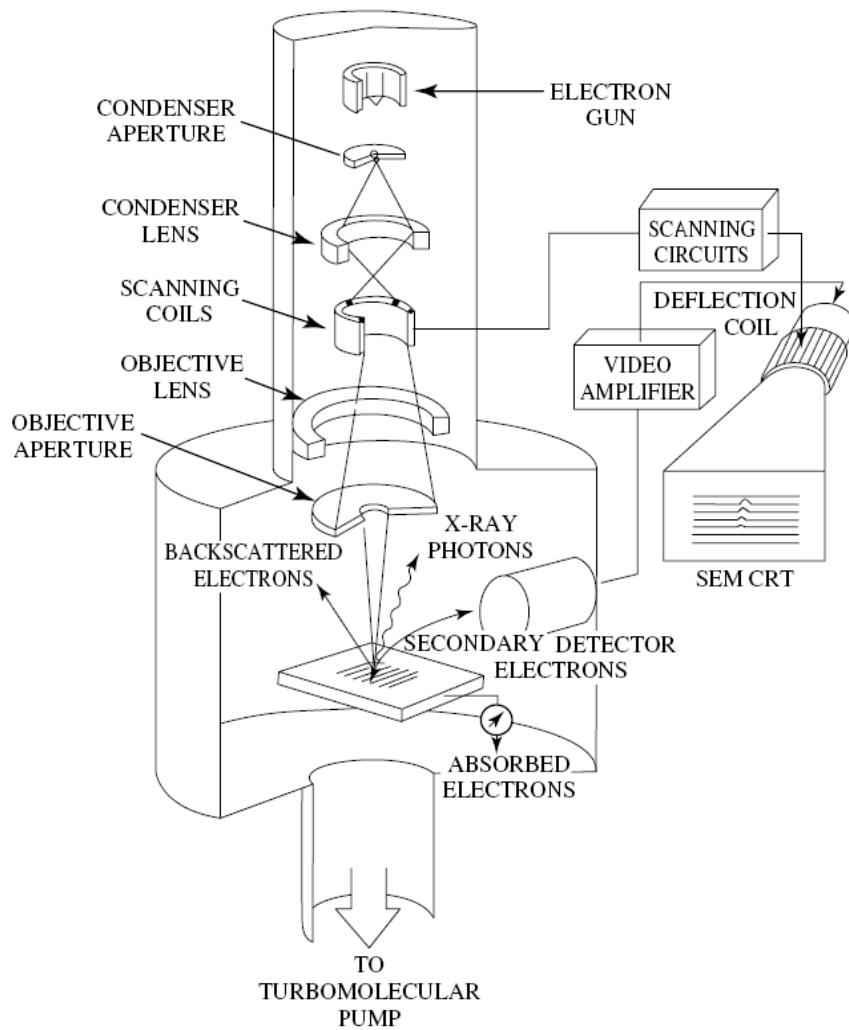 ELECTRON
GUN
CONDENSER
APERTURE
CONDENSER
LENS
SCANNING
CIRCUITS
SCANNING
COILS
DEFLECTION
COIL
VIDEO
AMPLIFIER
OBJECTIVE
LENS
OBJECTIVE
APERTURE
X-RAY
PHOTONS
BACKSCATTERED
ELECTRONS
SEM CRT
SECONDARY DETECTOR
ELECTRONS
ABSORBED
ELECTRONS
TO
TURBOMOLECULAR
PUMP